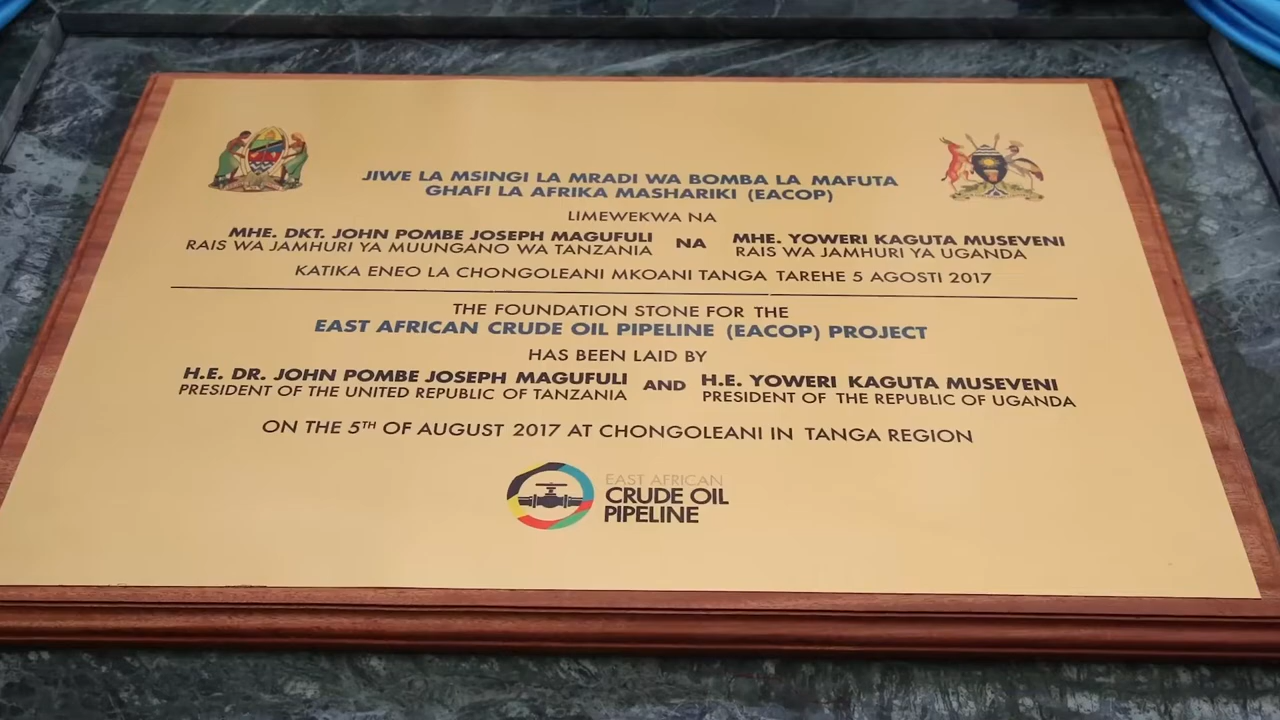 JIWE LA MSINGI LA MRADI WA BOMBA LA MAFUTA
GHAFI LA AFRIKA MASHARIKI (EACOP)
LIMEWEKWA NA
MHE. DKT. JOHN POMBE JOSEPH MAGUFULI
RAIS WA JAMHURI YA MUUNGANO WA TANZANIA
NA
MHE. YOWERI KAGUTA MUSEVENI
RAIS WA JAMHURI YA UGANDA
KATIKA ENEO LA CHONGOLEANI MKOANI TANGA TAREHE 5 AGOSTI 2017
THE FOUNDATION STONE FOR THE
EAST AFRICAN CRUDE OIL PIPELINE (EACOP) PROJECT
HAS BEEN LAID BY
H.E. DR. JOHN POMBE JOSEPH MAGUFULI
PRESIDENT OF THE UNITED REPUBLIC OF TANZANIA
AND
H.E. YOWERI KAGUTA MUSEVENI
PRESIDENT OF THE REPUBLIC OF UGANDA
ON THE 5TH OF AUGUST 2017 AT CHONGOLEANI IN TANGA REGION
EAST AFRICAN
CRUDE OIL
PIPELINE